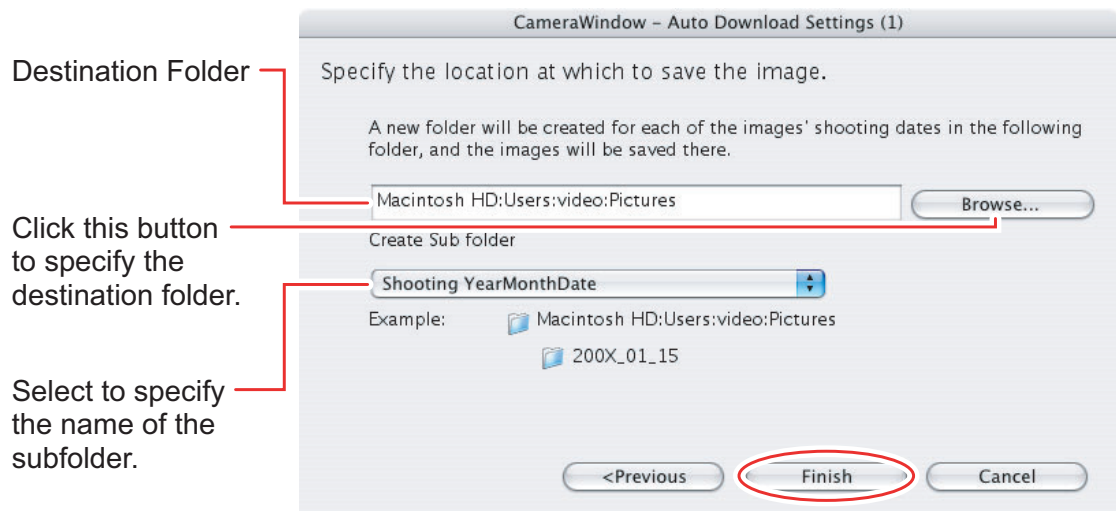 CameraWindow – Auto Download Settings (1)
Destination Folder
Specify the location at which to save the image.
A new folder will be created for each of the images' shooting dates in the following
folder, and the images will be saved there.
Macintosh HD:Users:video:Pictures
Browse...
Click this button
to specify the
destination folder.
Create Sub folder
Shooting YearMonthDate
Example:
Macintosh HD:Users:video:Pictures
200X_01_15
Select to specify
the name of the
subfolder.
<Previous
Finish
Cancel